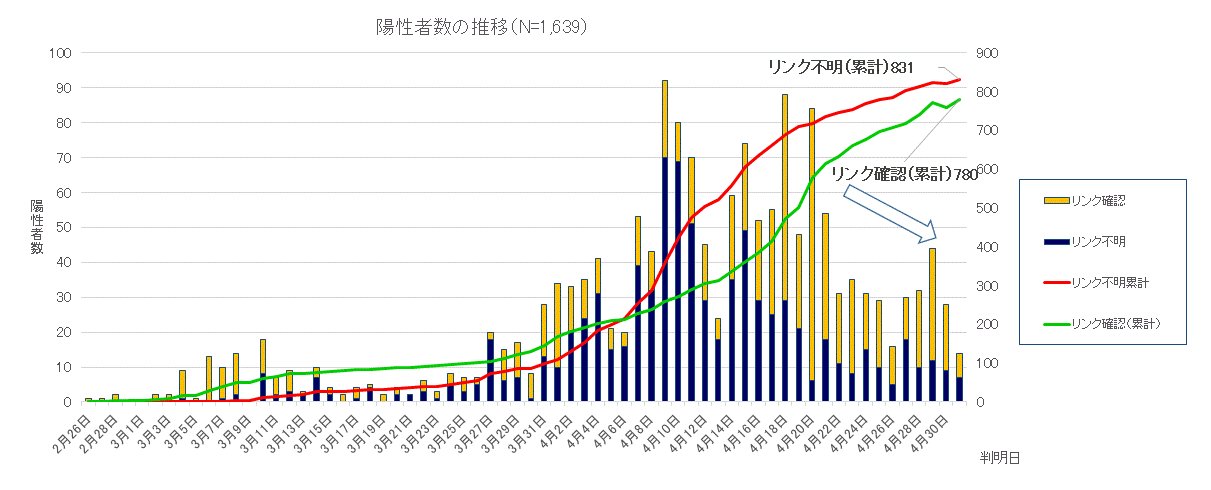 陽性者数の推移(N=1,639)
100
90
80
70
60
50
40
30
20
10
0
陽性者数
900
800
700
600
500
400
300
200
100
0
リンク不明(累計)831
リンク確認(累計)780
リンク確認
リンク不明
リンク不明累計
リンク確認(累計)
2月26日
2月28日
3月1日
3月3日
3月5日
3月7日
3月9日
3月11日
3月13日
3月15日
3月17日
3月19日
3月21日
3月23日
3月25日
3月27日
3月29日
3月31日
4月2日
4月4日
4月6日
4月8日
4月10日
4月12日
4月14日
4月16日
4月18日
4月20日
4月22日
4月24日
4月26日
4月28日
4月30日
判明日